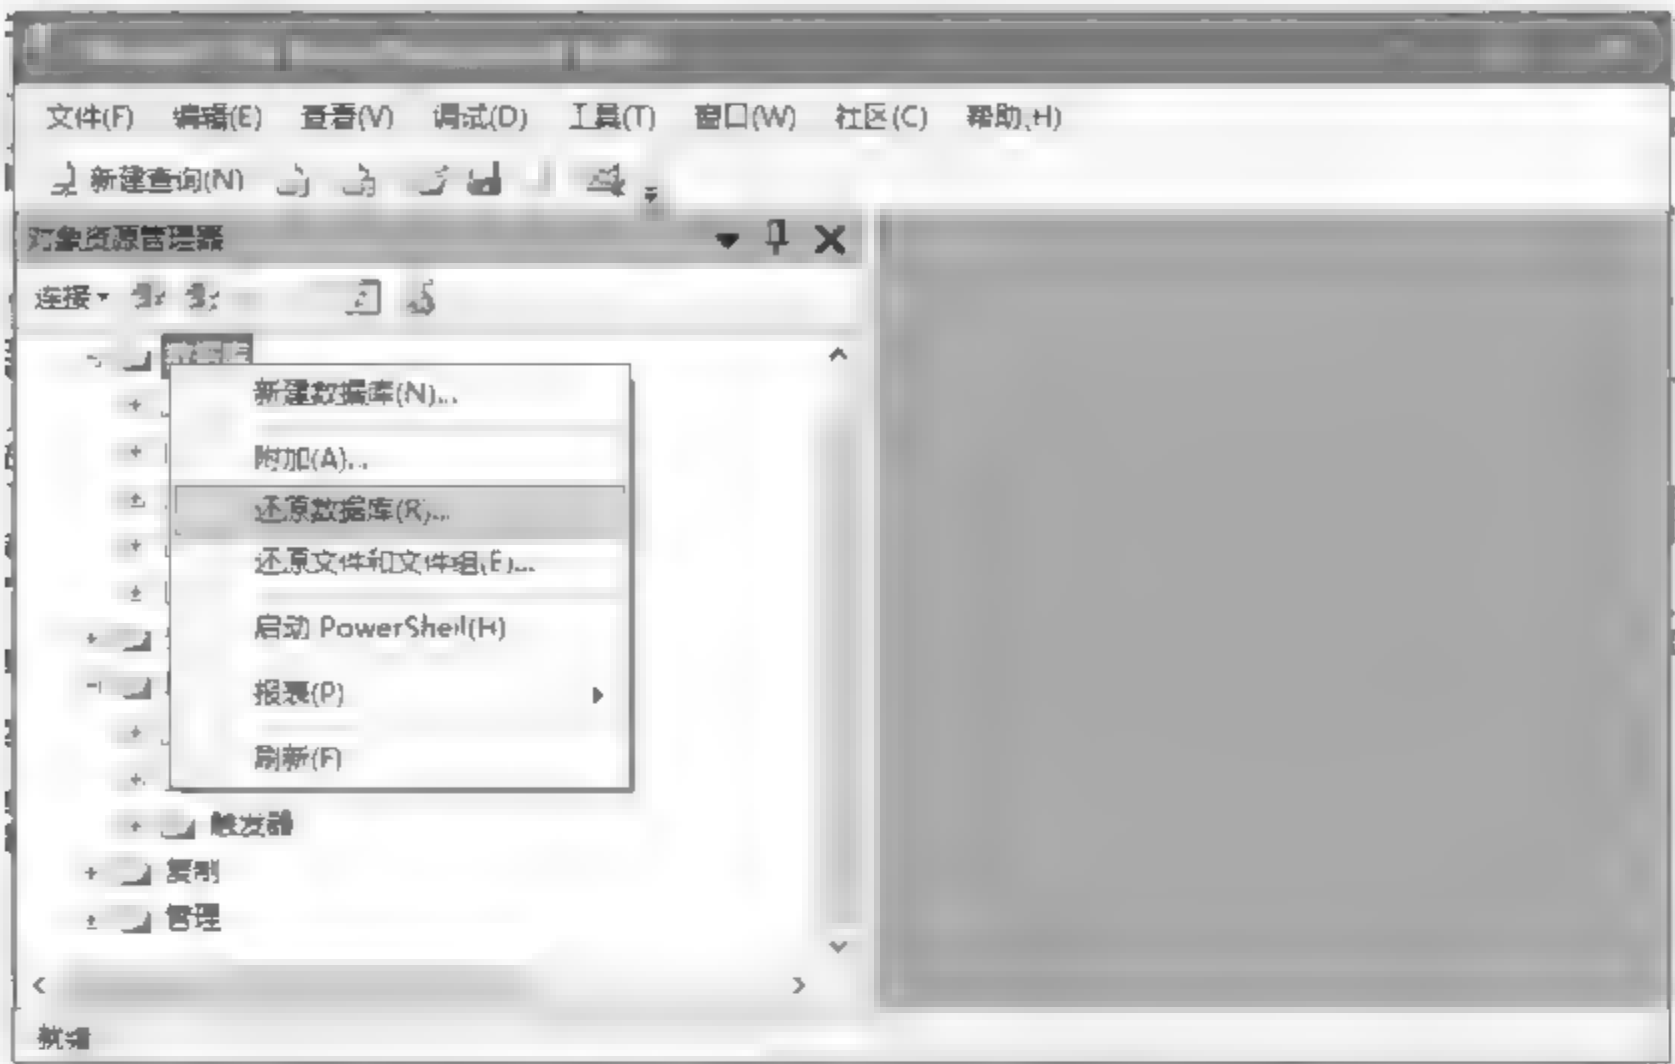 文件(F) 编辑(E) 查看(V) 调试(D) 工具(T) 窗口(W) 社区(C) 帮助(H)
新建查询(N)
对象资源管理器
连接
数据库
新建数据库(N)...
附加(A)...
还原数据库(R)...
还原文件和文件组(E)...
启动 PowerShell(H)
报表(P)
刷新(F)
触发器
复制
管理
就绪